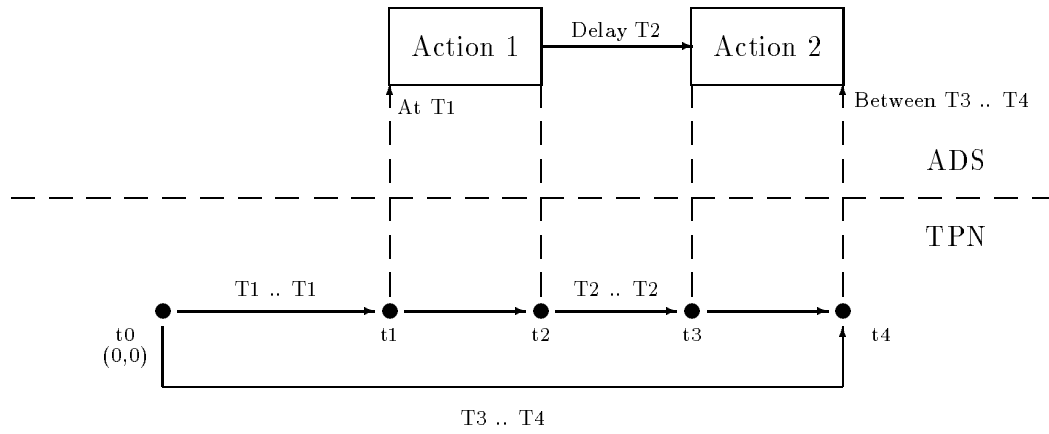 Action 1
Delay T2
Action 2
At T1
Between T3 .. T4
ADS
TPN
T1 .. T1
T2 .. T2
t0
(0,0)
t1
t2
t3
t4
T3 .. T4